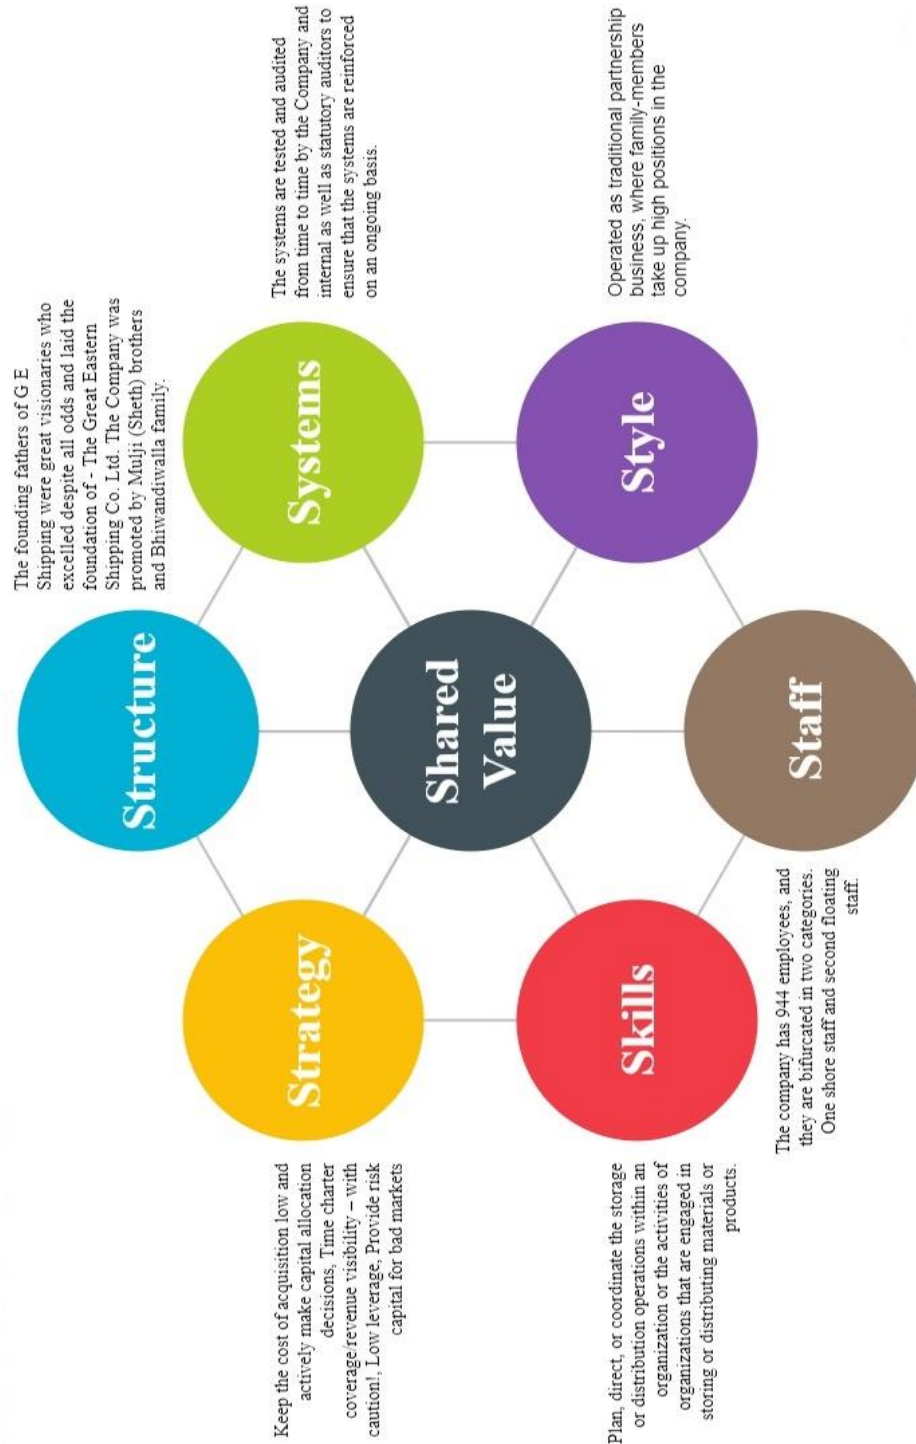 The founding fathers of G E
Shipping were great visionaries who
excelled despite all odds and laid the
foundation of - The Great Eastern
Shipping Co. Ltd. The Company was
promoted by Mulji (Sheth) brothers
and Bhiwandiwalla family.
Structure
Keep the cost of acquisition low and
actively make capital allocation
decisions, Time charter
coverage/revenue visibility – with
caution!, Low leverage, Provide risk
capital for bad markets
Strategy
Systems
The systems are tested and audited
from time to time by the Company and
internal as well as statutory auditors to
ensure that the systems are reinforced
on an ongoing basis.
Shared
Value
Plan, direct, or coordinate the storage
or distribution operations within an
organization or the activities of
organizations that are engaged in
storing or distributing materials or
products.
Skills
Style
Operated as traditional partnership
business, where family-members
take up high positions in the
company.
The company has 944 employees, and
they are bifurcated in two categories.
One shore staff and second floating
staff.
Staff